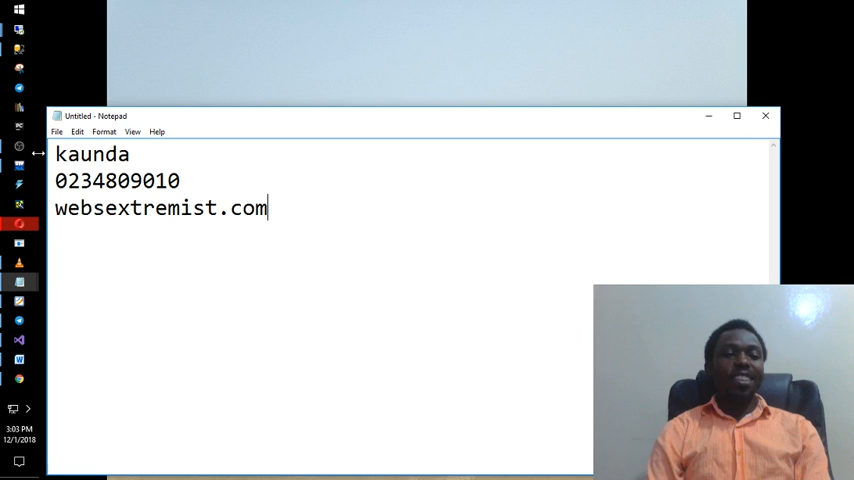 Untitled - Notepad
File Edit Format View Help
kaunda
0234809010
websextremist.com
3:03 PM
12/1/2018